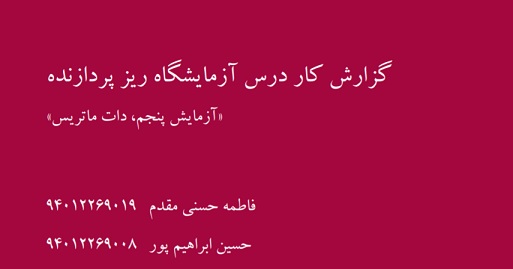 گزارش کار درس آزمایشگاه ریز پردازنده
«آزمایش پنجم، دات ماتریس»
فاطمه حسنی مقدم ۹۴۰۱۲۲۶۹۰۱۹
حسین ابراهیم پور ۹۴۰۱۲۲۶۹۰۰۸